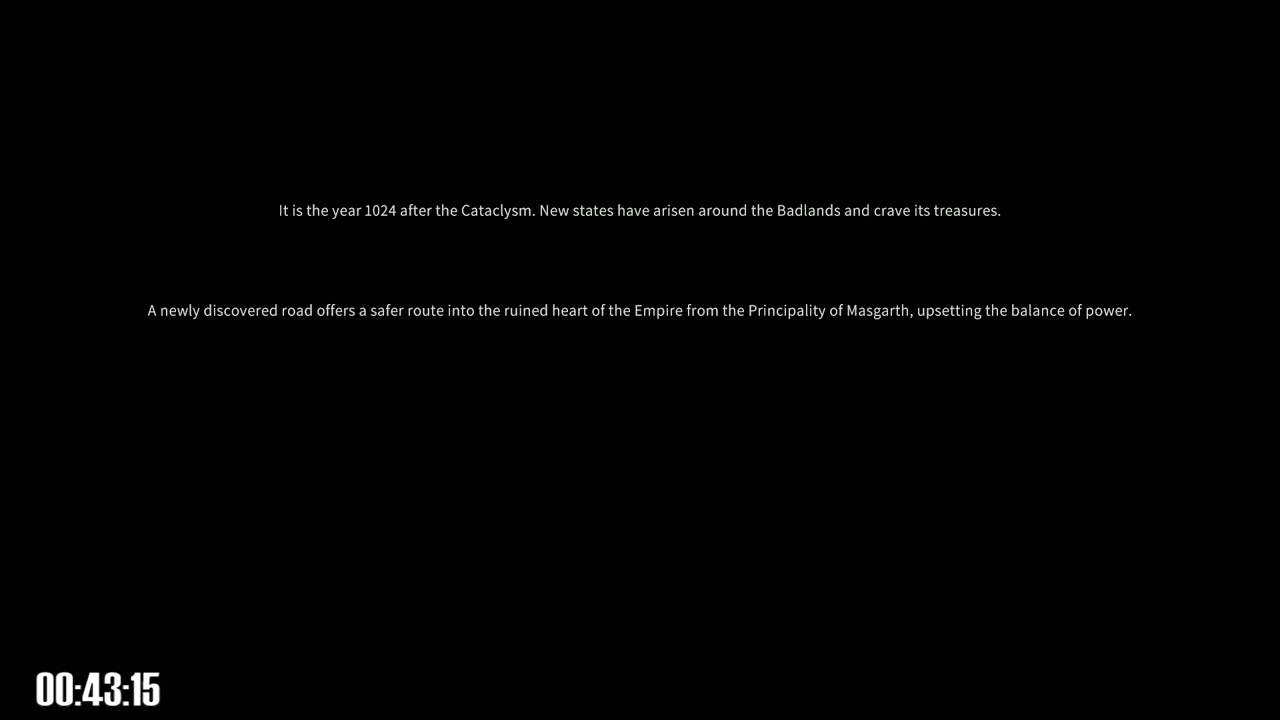 It is the year 1024 after the Cataclysm. New states have arisen around the Badlands and crave its treasures.
A newly discovered road offers a safer route into the ruined heart of the Empire from the Principality of Masgarth, upsetting the balance of power.
00:43:15